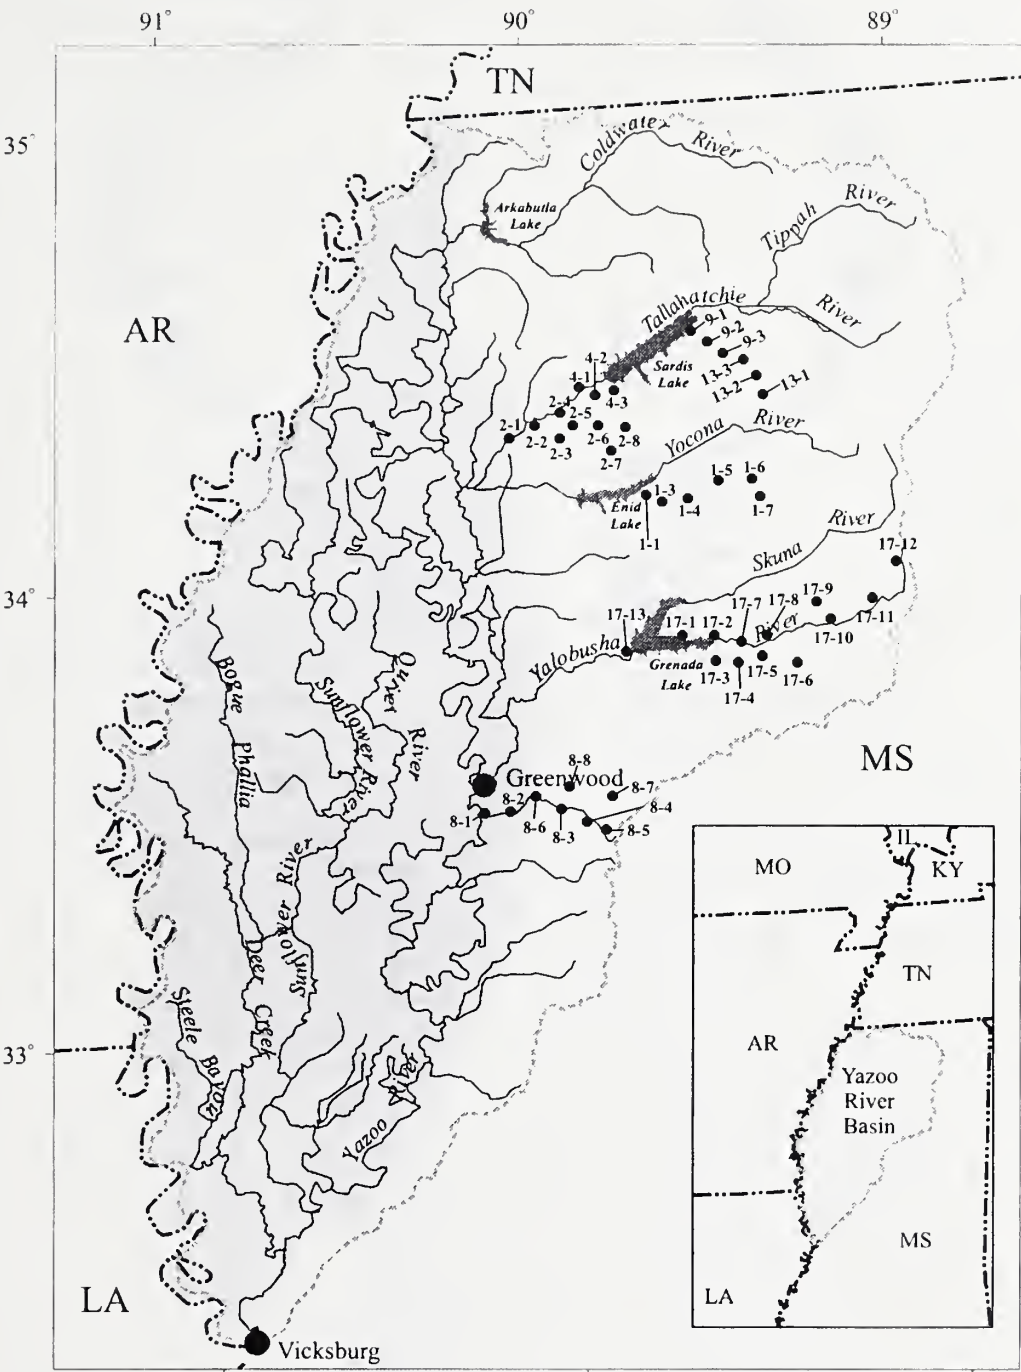 91°
90°
89°
TN
35°
Coldwater River
Arkabutla
Lake
Tippah River
AR
Tallahatchie River
9-1
9-2
9-3
Sardis
Lake
13-3
13-2
13-1
4-2
4-1
4-3
2-4
2-1
2-5
2-2
2-3
2-6
2-8
2-7
Yocona River
1-5
1-6
1-3
1-4
1-7
Enid
Lake
1-1
Skuna River
17-12
34°
17-13
17-1
17-2
17-7
17-8
17-9
17-11
17-10
Yalobusha River
Grenada
Lake
17-3
17-5
17-6
17-4
Bogue Phallia
Sunflower River
Quiver River
MS
8-8
Greenwood
8-7
8-2
8-4
8-1
8-6
8-3
8-5
Sunflower River
Deer Creek
Steele Bayou
33°
Yazoo River
LA
Vicksburg
IL
MO
KY
TN
AR
Yazoo
River
Basin
MS
LA